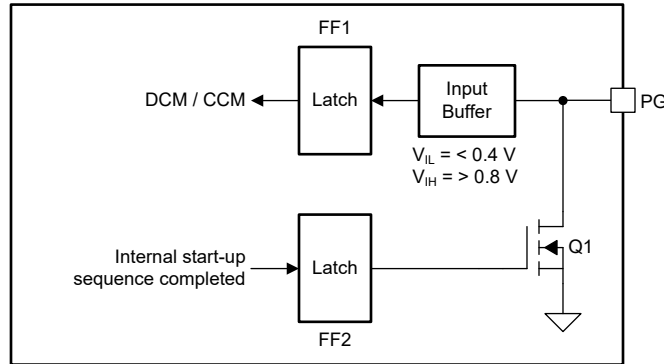 FF1
DCM / CCM
Latch
Input
Buffer
PG
V_IL = < 0.4 V
V_IH = > 0.8 V
Q1
Internal start-up
sequence completed
Latch
FF2